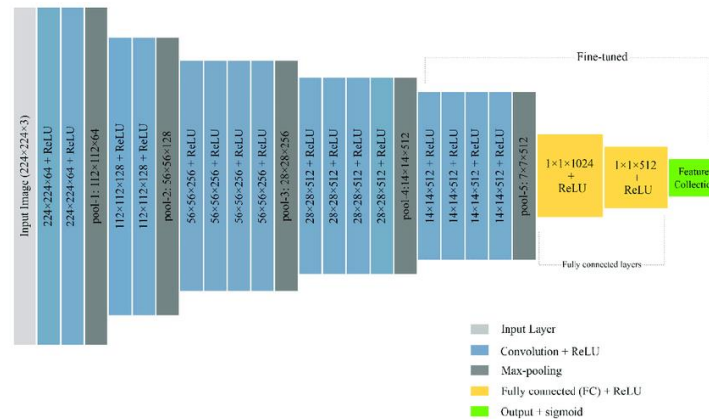 Fine-tuned
Input Image (224×224×3)
224×224×64 + ReLU
224×224×64 + ReLU
pool-1: 112×112×64
112×112×128 + ReLU
112×112×128 + ReLU
pool-2: 56×56×128
56×56×256 + ReLU
56×56×256 + ReLU
56×56×256 + ReLU
56×56×256 + ReLU
pool-3: 28×28×256
28×28×512 + ReLU
28×28×512 + ReLU
28×28×512 + ReLU
28×28×512 + ReLU
pool-4:14×14×512
14×14×512 + ReLU
14×14×512 + ReLU
14×14×512 + ReLU
14×14×512 + ReLU
pool-5: 7×7×512
1×1×1024
+
ReLU
1×1×512
+
ReLU
Feature
Collectio
Fully connected layers
Input Layer
Convolution + ReLU
Max-pooling
Fully connected (FC) + ReLU
Output + sigmoid